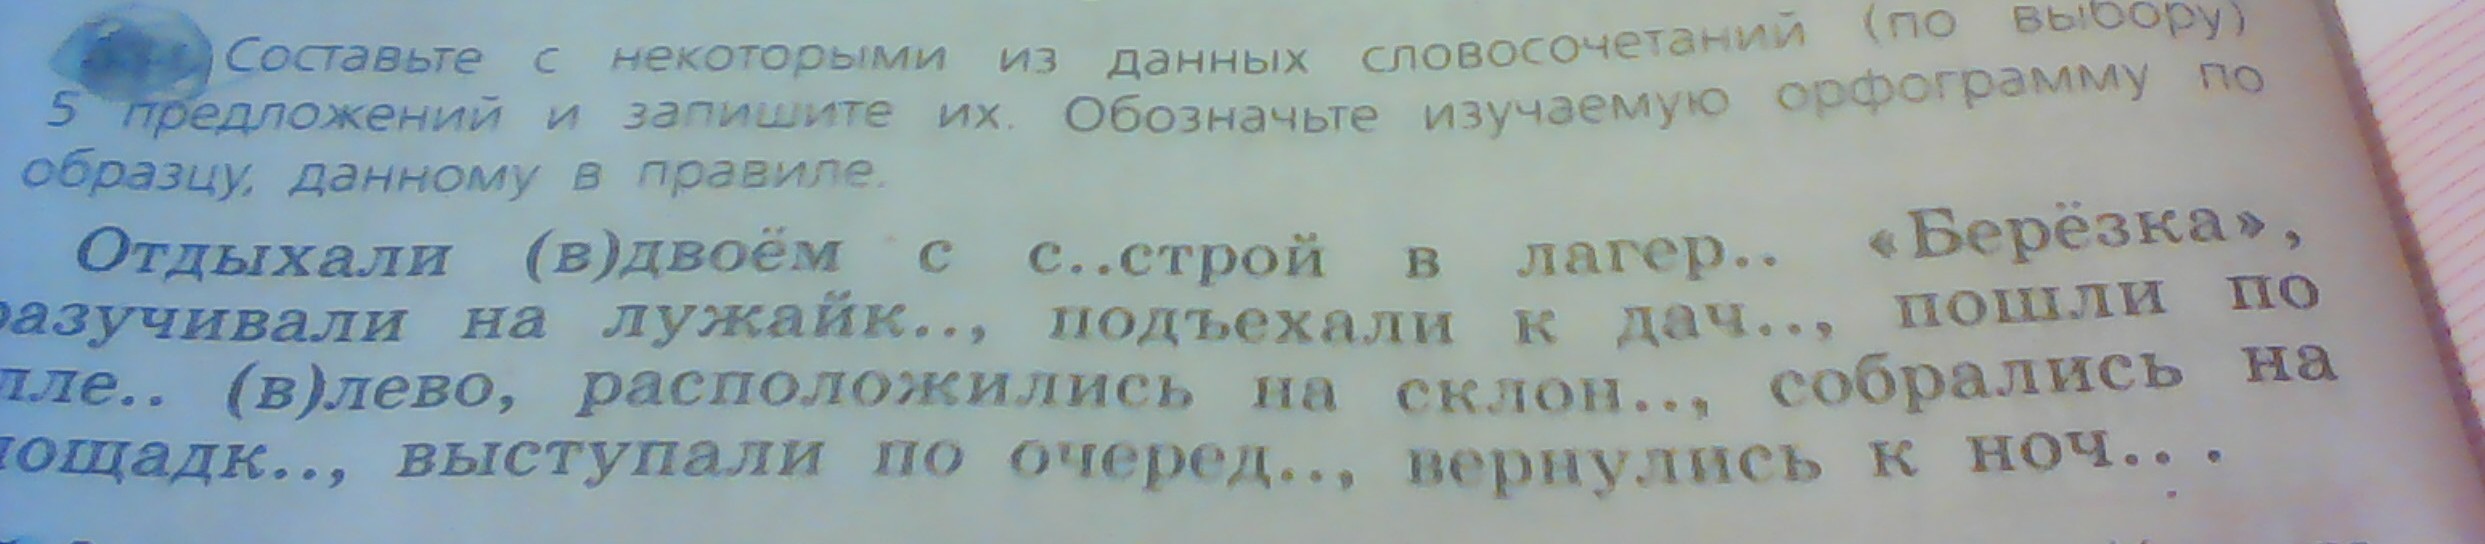 Составьте с некоторыми из данных словосочетаний (по выбору)
5 предложений и запишите их. Обозначьте изучаемую орфограмму по
образцу, данному в правиле.
Отдыхали (в)двоём с с..строй в лагер.. «Берёзка»,
разучивали на лужайк.., подъехали к дач.., пошли по
лле.. (в)лево, расположились на склон.., собрались на
лощадк.., выступали по очеред.., вернулись к ноч.. .